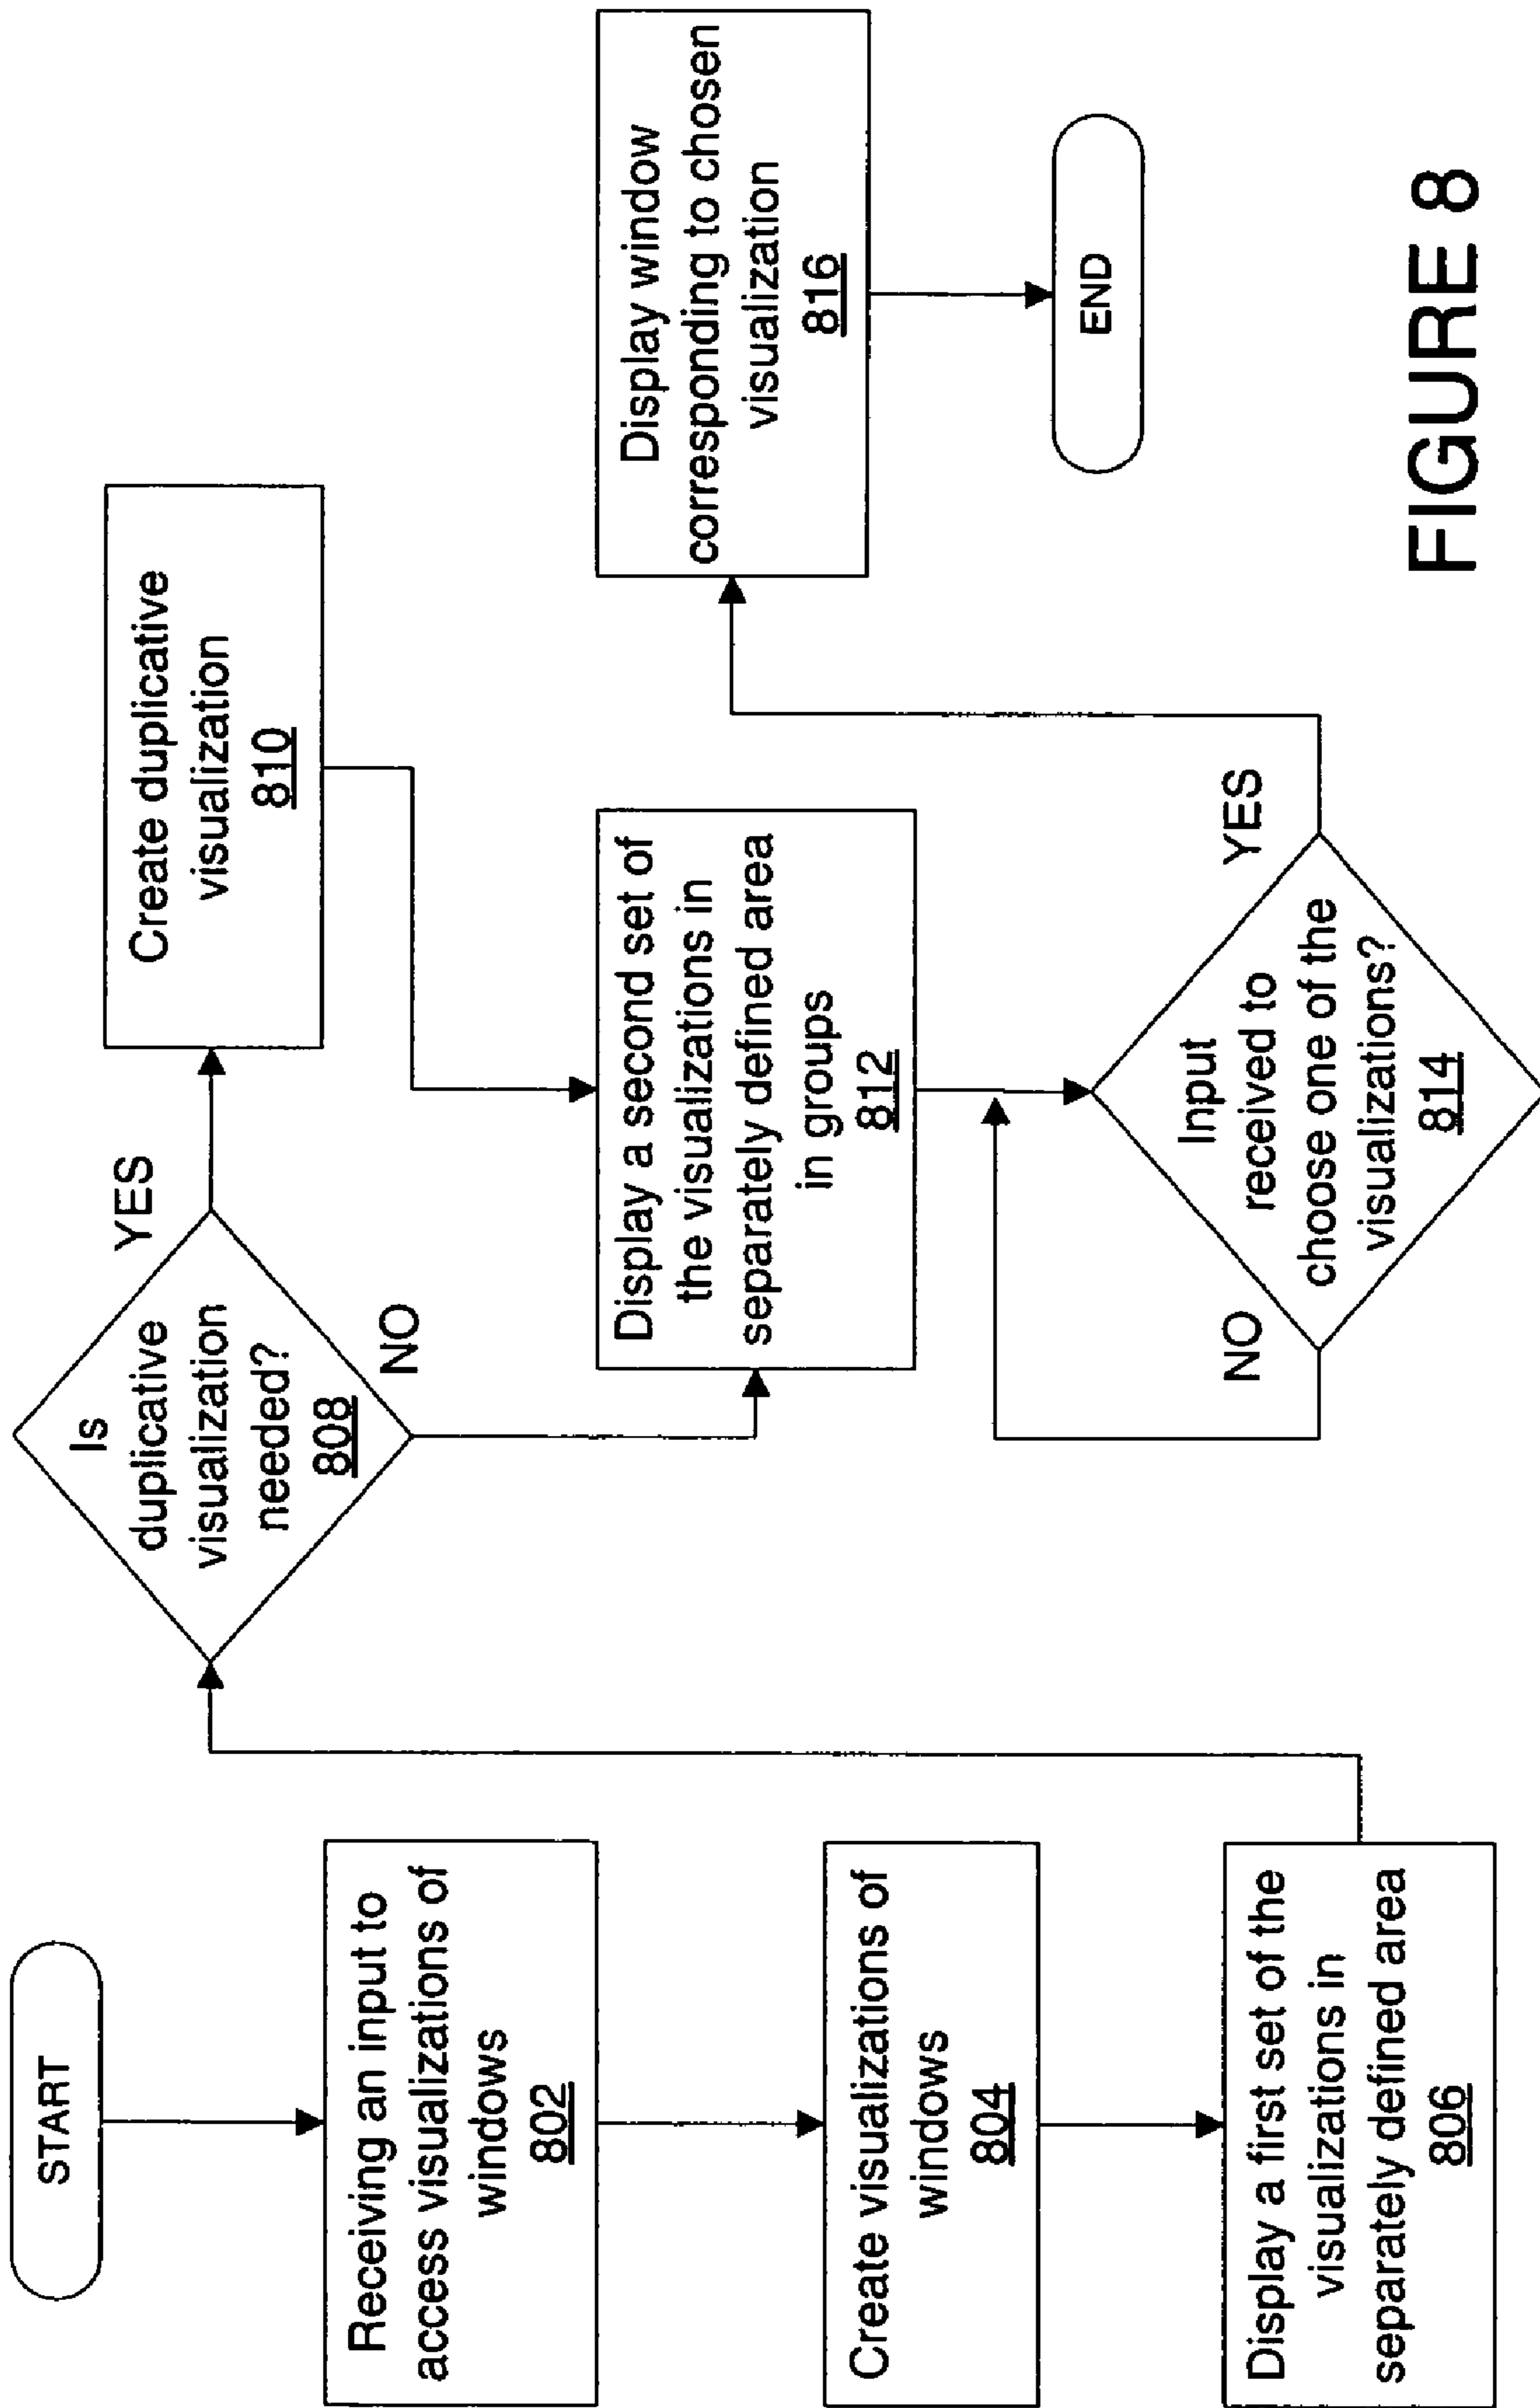 START
Receiving an input to
access visualizations of
windows
802
Create visualizations of
windows
804
Display a first set of the
visualizations in
separately defined area
806
Is
duplicative
visualization
needed?
808
YES
NO
Create duplicative
visualization
810
Display a second set of
the visualizations in
separately defined area
in groups
812
Input
received to
choose one of the
visualizations?
814
NO
YES
Display window
corresponding to chosen
visualization
816
END
FIGURE 8